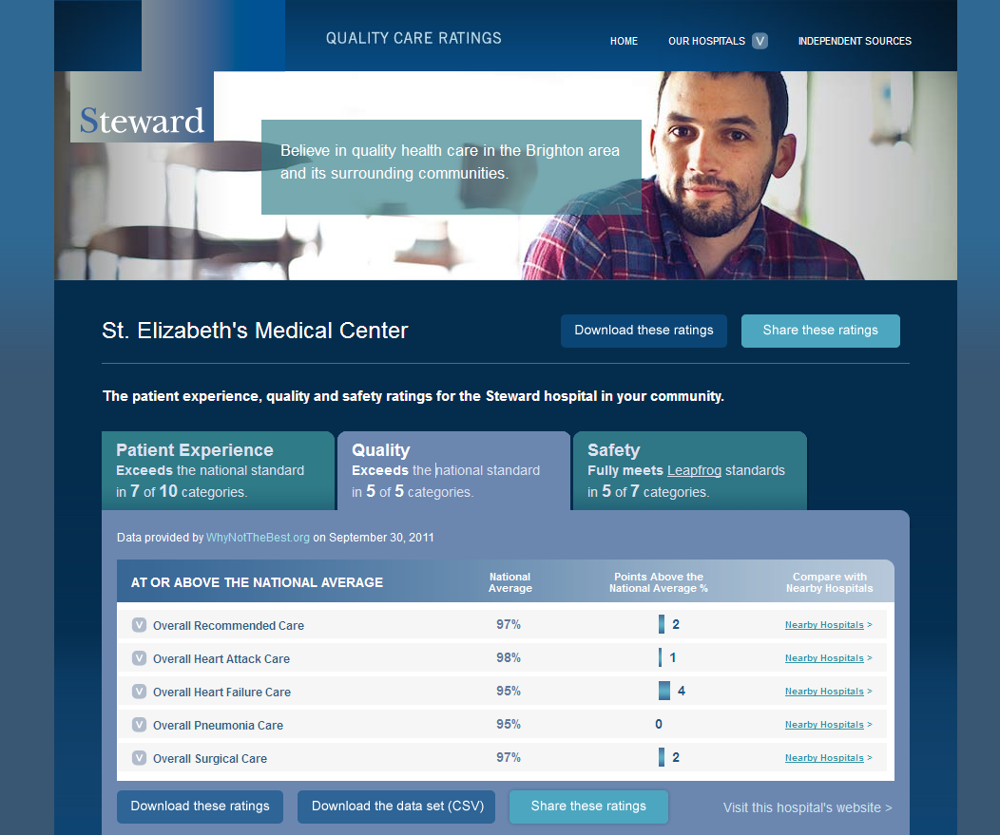 QUALITY CARE RATINGS
HOME OUR HOSPITALS V INDEPENDENT SOURCES
Steward
Believe in quality health care in the Brighton area
and its surrounding communities.
St. Elizabeth's Medical Center
Download these ratings
Share these ratings
The patient experience, quality and safety ratings for the Steward hospital in your community.
Patient Experience
Exceeds the national standard
in 7 of 10 categories.
Quality
Exceeds the national standard
in 5 of 5 categories.
Safety
Fully meets Leapfrog standards
in 5 of 7 categories.
Data provided by WhyNotTheBest.org on September 30, 2011
AT OR ABOVE THE NATIONAL AVERAGE
National
Average
Points Above the
National Average %
Compare with
Nearby Hospitals
V Overall Recommended Care 97% 2 Nearby Hospitals >
V Overall Heart Attack Care 98% 1 Nearby Hospitals >
V Overall Heart Failure Care 95% 4 Nearby Hospitals >
V Overall Pneumonia Care 95% 0 Nearby Hospitals >
V Overall Surgical Care 97% 2 Nearby Hospitals >
Download these ratings
Download the data set (CSV)
Share these ratings
Visit this hospital's website >